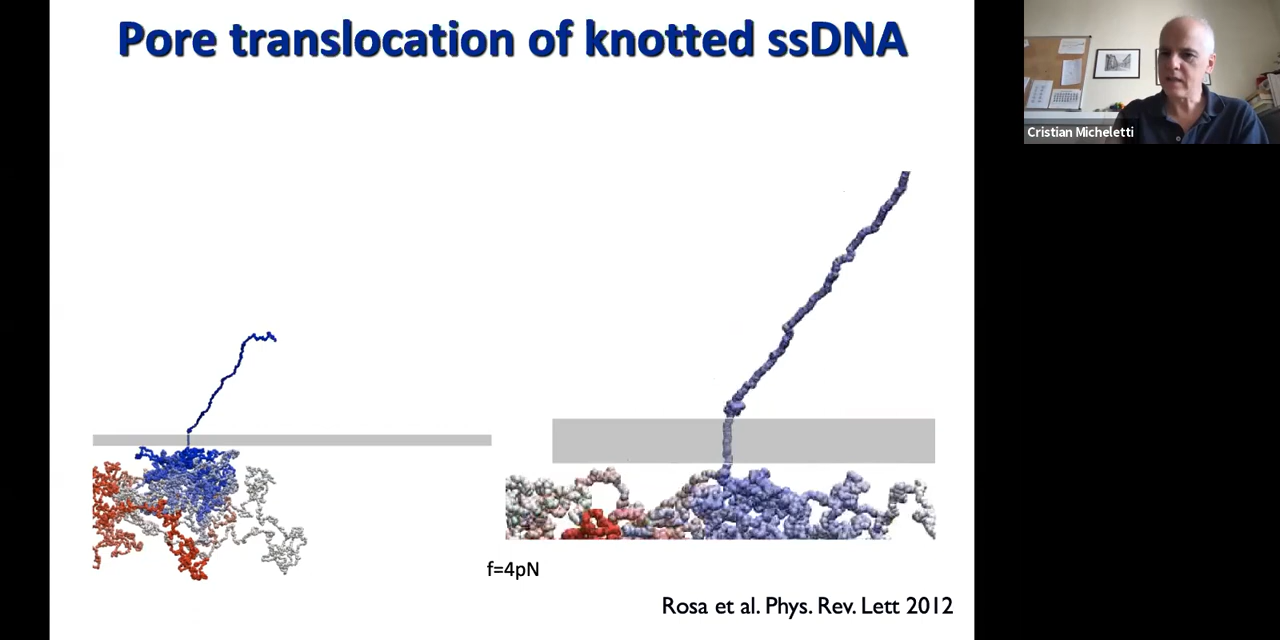 Pore translocation of knotted ssDNA
Cristian Micheletti
f=4pN
Rosa et al. Phys. Rev. Lett 2012